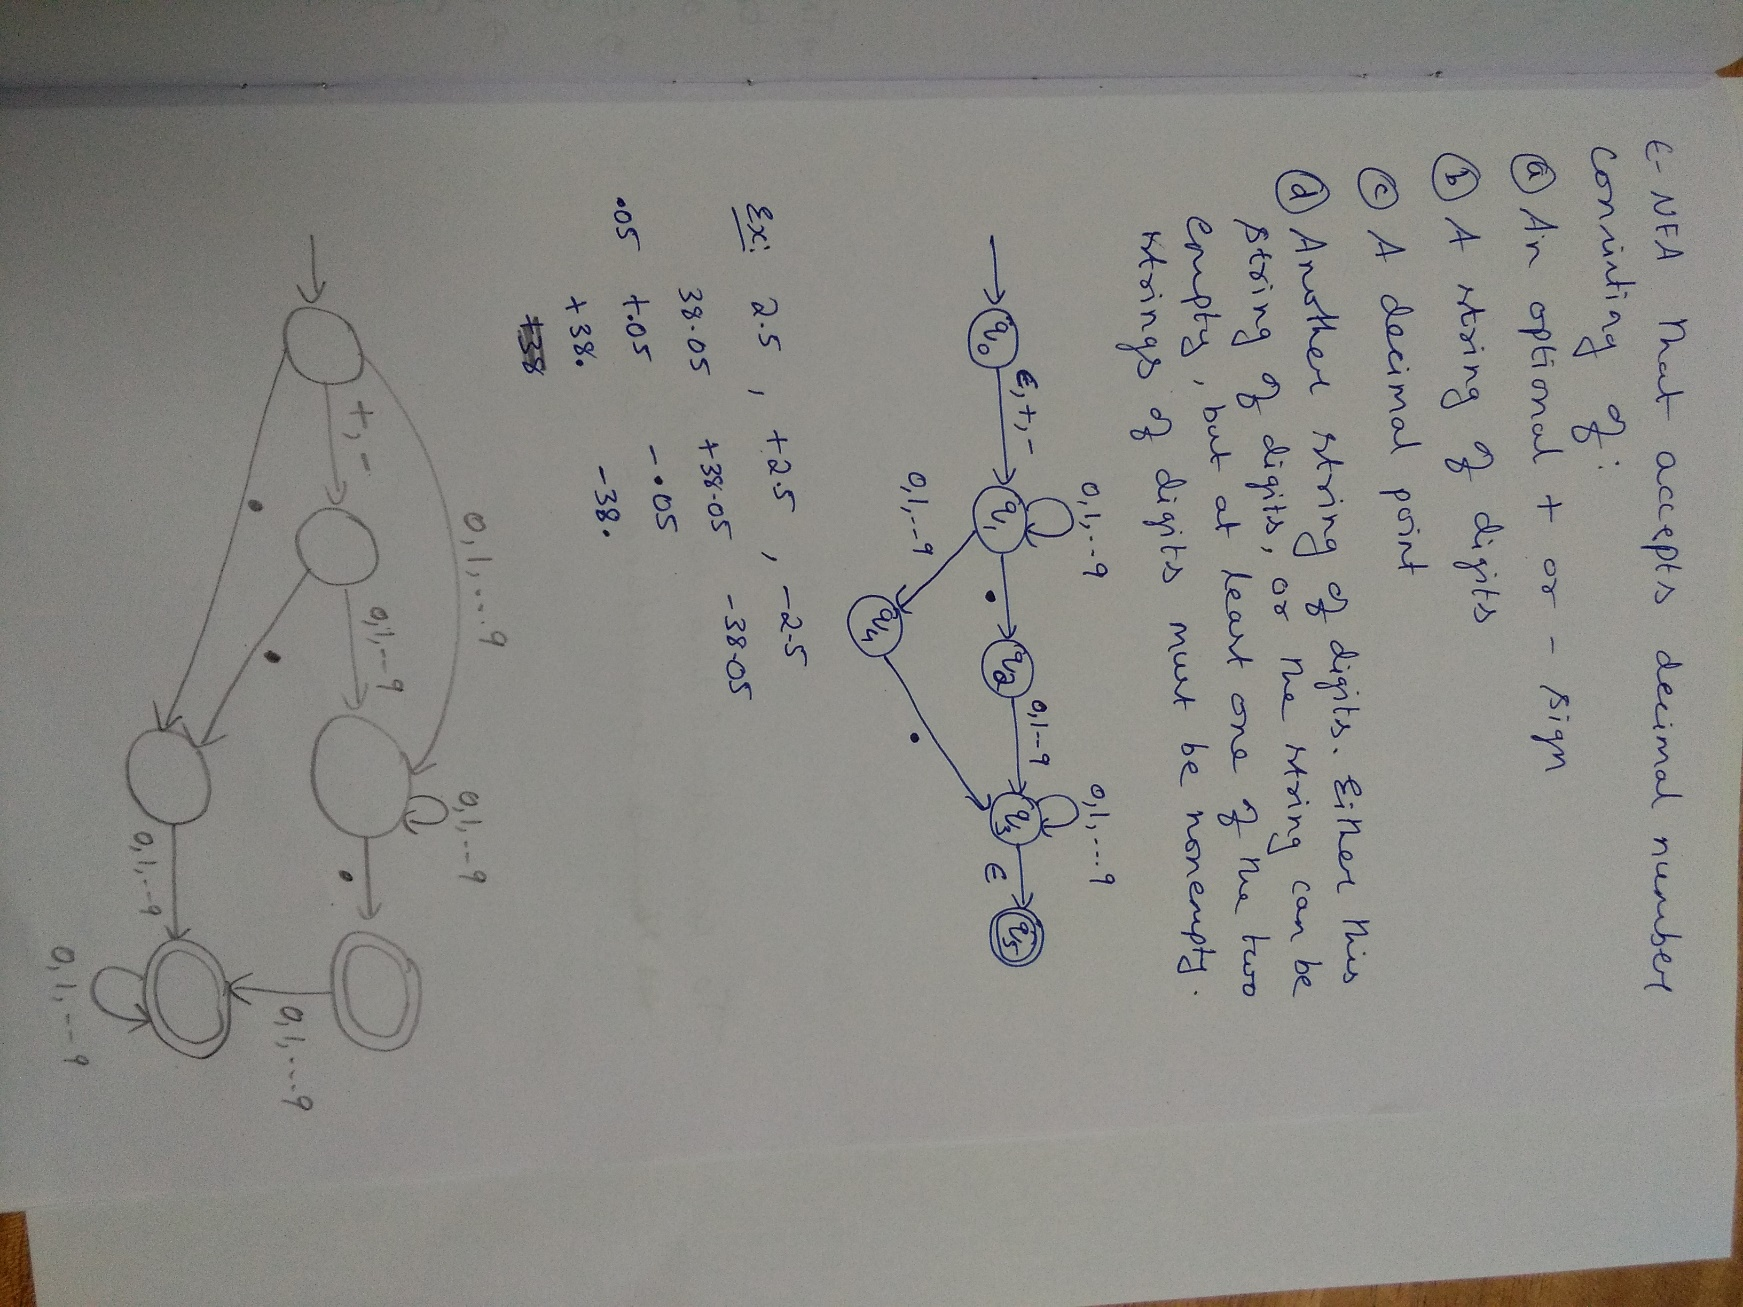 ε-NFA that accepts decimal number
consisting of:
ⓐ An optional + or - sign
ⓑ A string of digits
ⓒ A decimal point
ⓓ Another string of digits. Either this
string of digits, or the string can be
empty, but at least one of the two
strings of digits must be nonempty.
0,1,--9 0,1,---9
q0 ε,+,- q1 . q2 0,1--9 q3 ε q5
0,1,--9 q4 .
Ex: 2.5 , +2.5 , -2.5
38.05 +38.05 -38.05
.05 +.05 -.05
+38. -38.
0,1,...9 0,1,--9
+,- 0,1,--9 .
. . 0,1,--9 0,1,...9
0,1,--9